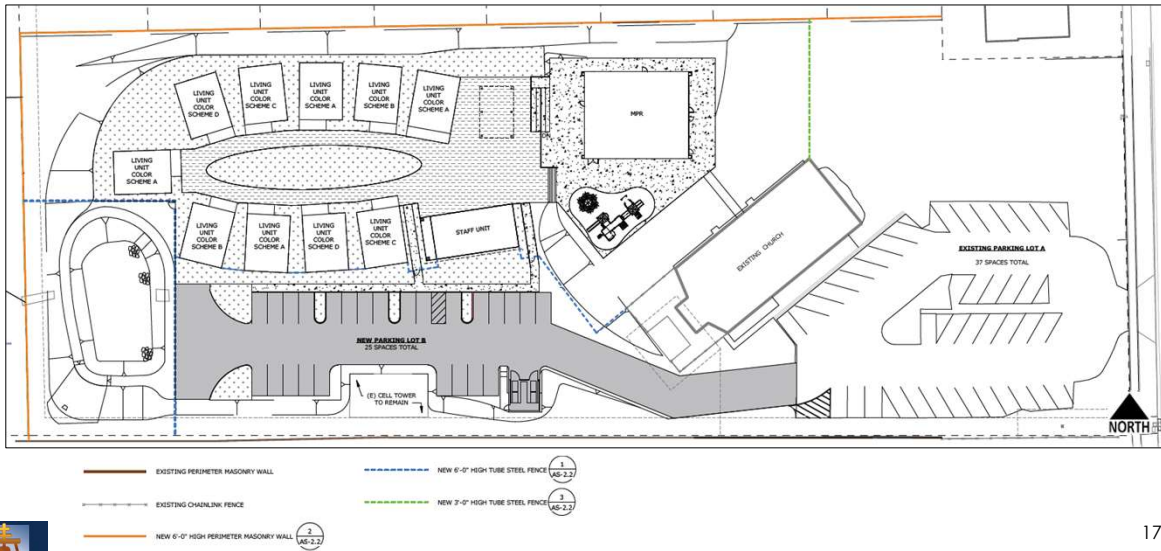 LIVING
UNIT
COLOR
SCHEME D
LIVING
UNIT
COLOR
SCHEME C
LIVING
UNIT
COLOR
SCHEME A
LIVING
UNIT
COLOR
SCHEME B
LIVING
UNIT
COLOR
SCHEME A
MPR
LIVING
UNIT
COLOR
SCHEME A
LIVING
UNIT
COLOR
SCHEME B
LIVING
UNIT
COLOR
SCHEME A
LIVING
UNIT
COLOR
SCHEME D
LIVING
UNIT
COLOR
SCHEME C
STAFF UNIT
EXISTING CHURCH
EXISTING PARKING LOT A
37 SPACES TOTAL
NEW PARKING LOT B
25 SPACES TOTAL
(E) CELL TOWER
TO REMAIN
NORTH
EXISTING PERIMETER MASONRY WALL
NEW 6'-0" HIGH TUBE STEEL FENCE
1
AS-2.2
EXISTING CHAINLINK FENCE
NEW 3'-0" HIGH TUBE STEEL FENCE
3
AS-2.2
NEW 6'-0" HIGH PERIMETER MASONRY WALL
2
AS-2.2
17